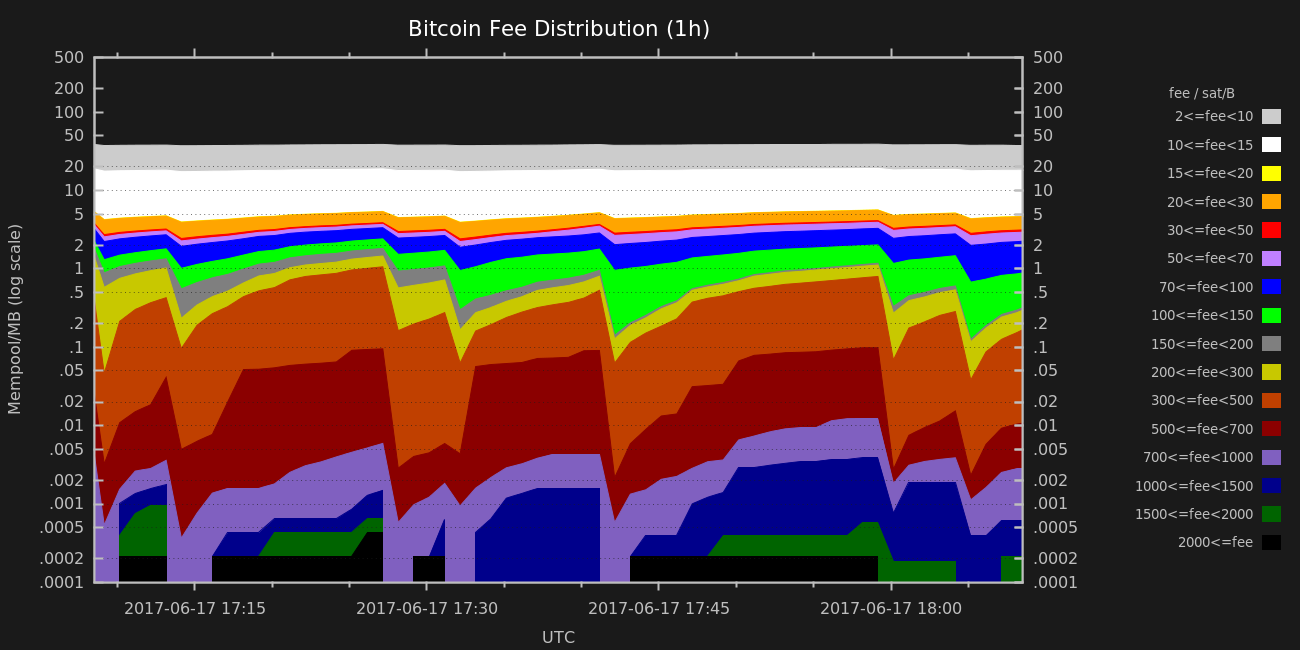 Bitcoin Fee Distribution (1h)
500
200
100
50
20
10
5
2
1
.5
.2
.1
.05
.02
.01
.005
.002
.001
.0005
.0002
.0001
Mempool/MB (log scale)
500
200
100
50
20
10
5
2
1
.5
.2
.1
.05
.02
.01
.005
.002
.001
.0005
.0002
.0001
2017-06-17 17:15
2017-06-17 17:30
2017-06-17 17:45
2017-06-17 18:00
UTC
fee / sat/B
2<=fee<10
10<=fee<15
15<=fee<20
20<=fee<30
30<=fee<50
50<=fee<70
70<=fee<100
100<=fee<150
150<=fee<200
200<=fee<300
300<=fee<500
500<=fee<700
700<=fee<1000
1000<=fee<1500
1500<=fee<2000
2000<=fee